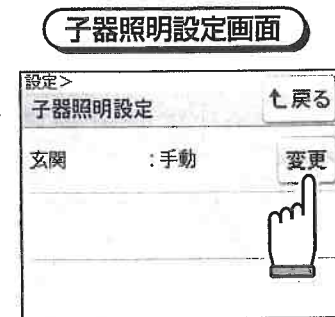 子器照明設定画面
設定>
子器照明設定
戻る
玄関 :手動 変更